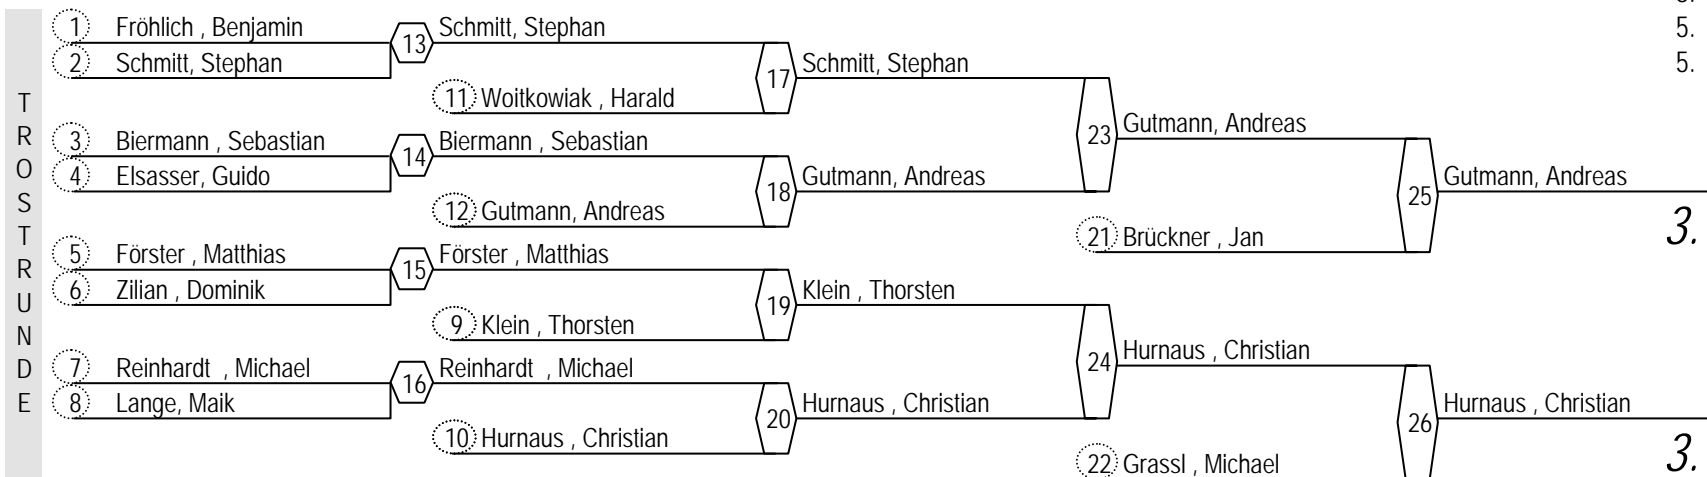 TROSTRUNDE
1 Fröhlich , Benjamin
2 Schmitt, Stephan
3 Biermann , Sebastian
4 Elsasser, Guido
5 Förster , Matthias
6 Zilian , Dominik
7 Reinhardt , Michael
8 Lange, Maik
13 Schmitt, Stephan
11 Woitkowiak , Harald
14 Biermann , Sebastian
12 Gutmann, Andreas
15 Förster , Matthias
9 Klein , Thorsten
16 Reinhardt , Michael
10 Hurnaus , Christian
17 Schmitt, Stephan
18 Gutmann, Andreas
19 Klein , Thorsten
20 Hurnaus , Christian
23 Gutmann, Andreas
21 Brückner , Jan
24 Hurnaus , Christian
22 Grassl , Michael
25 Gutmann, Andreas
3.
26 Hurnaus , Christian
3.
5.
5.